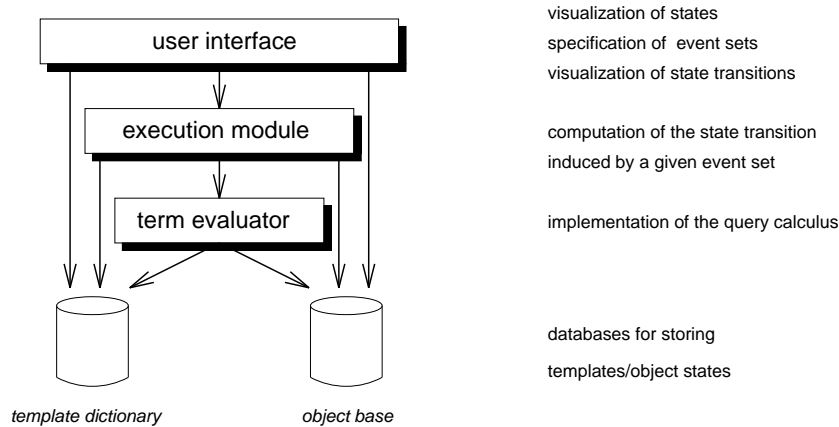 visualization of states
user interface
specification of event sets
visualization of state transitions
execution module
computation of the state transition
induced by a given event set
term evaluator
implementation of the query calculus
databases for storing
templates/object states
template dictionary
object base